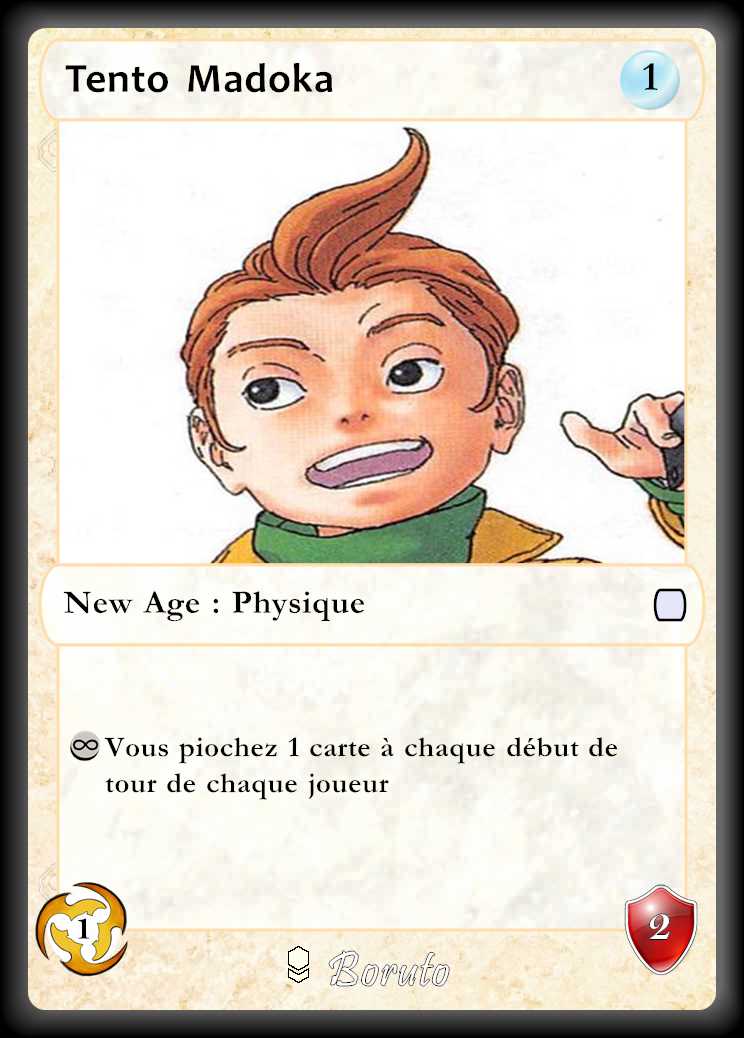 Tento Madoka
1
New Age : Physique
∞ Vous piochez 1 carte à chaque début de
tour de chaque joueur
1
2
Boruto